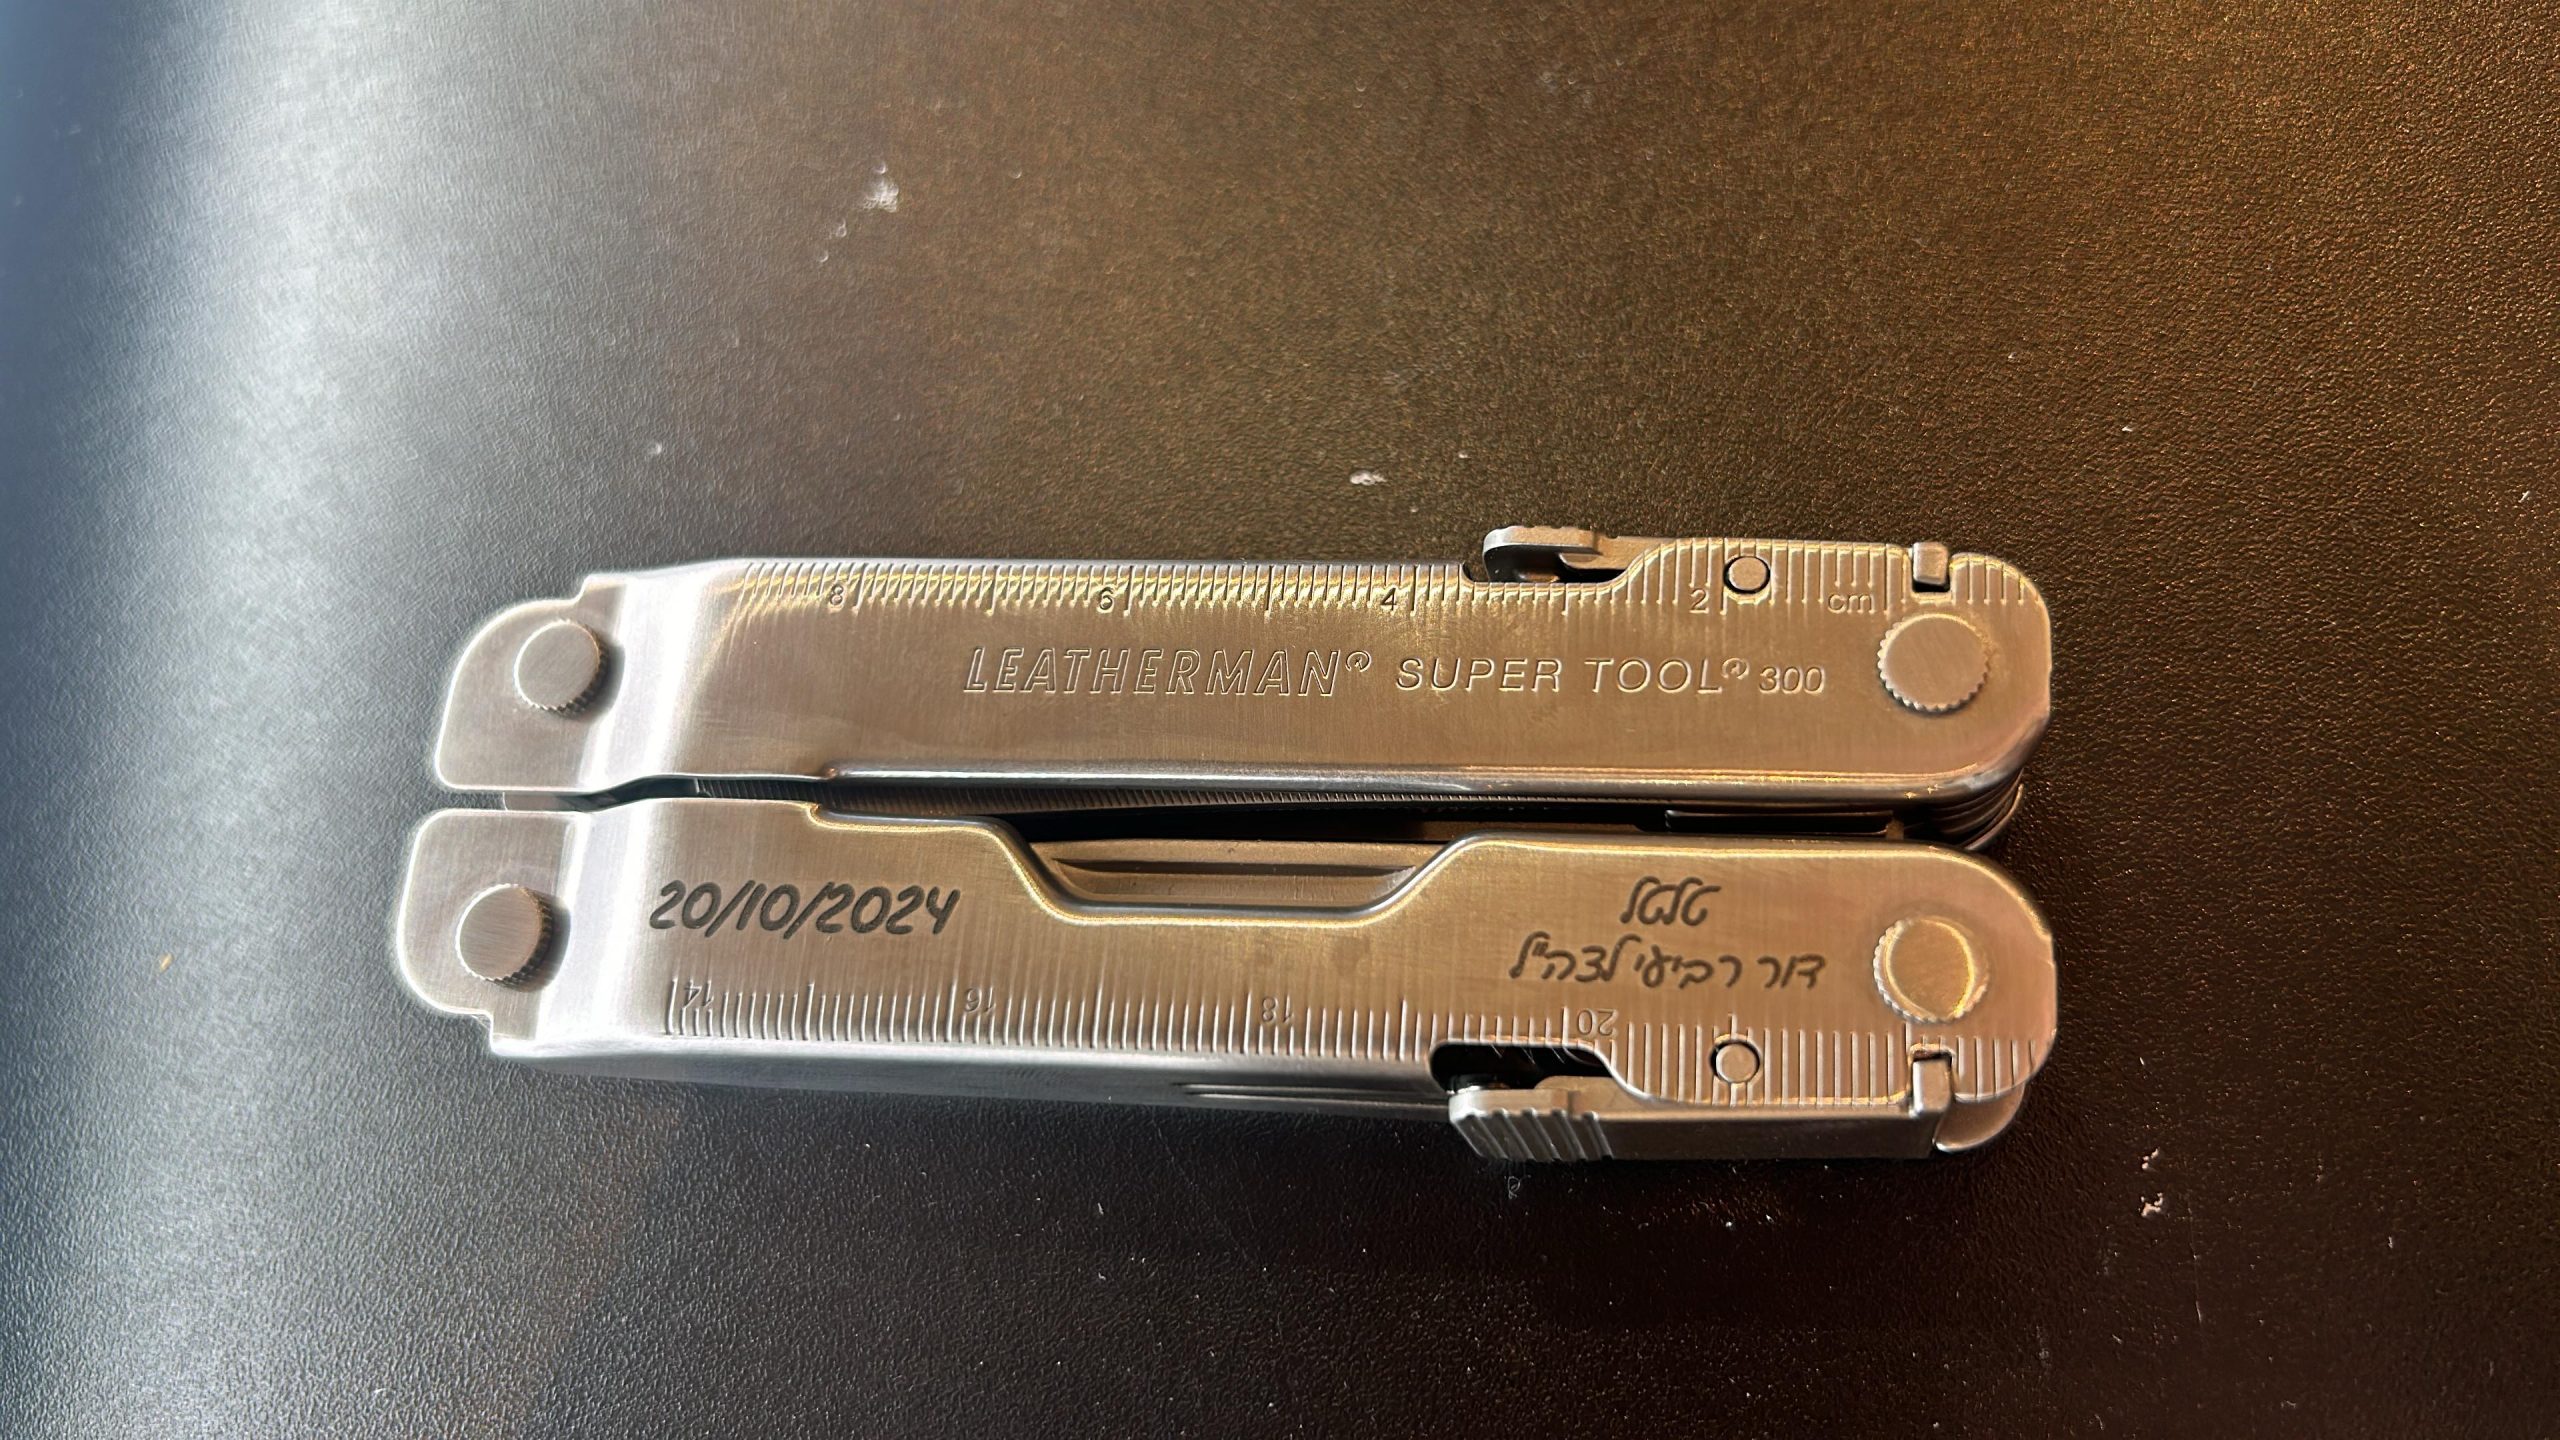 8 6 4 2 cm
LEATHERMAN® SUPER TOOL® 300
20/10/2024
טלטל
דור רביעי לצה"ל
14 16 18 20